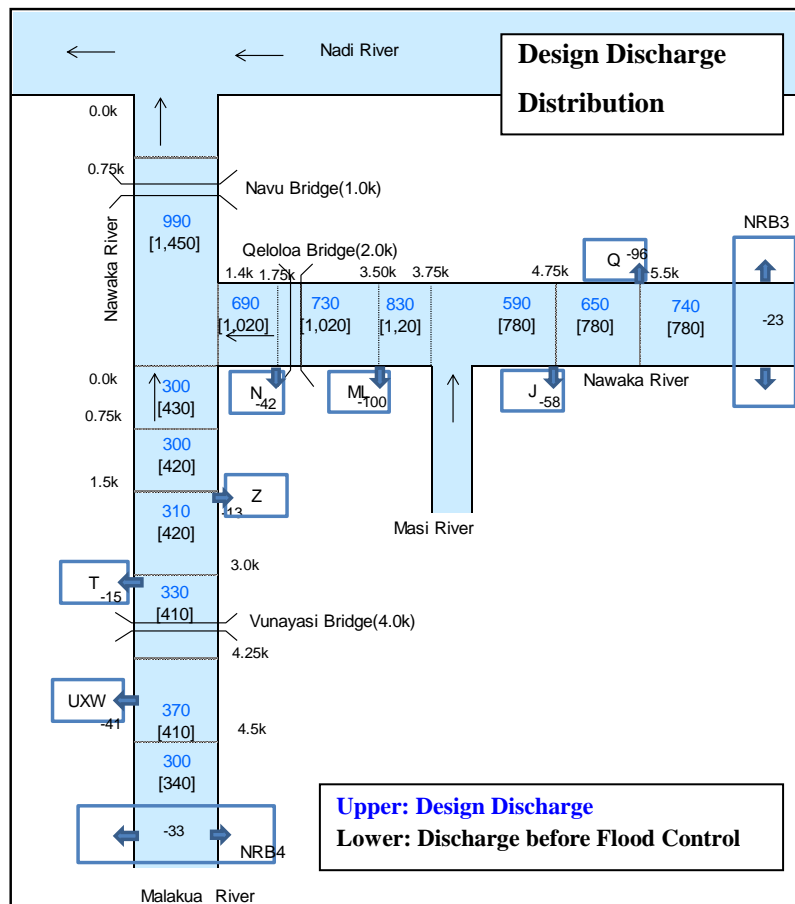 Nadi River
Design Discharge
Distribution
0.0k
0.75k
Navu Bridge(1.0k)
Nawaka River
990
[1,450]
Qeloloa Bridge(2.0k)
1.4k
1.75k
3.50k
3.75k
4.75k
Q
-96
5.5k
NRB3
690
[1,020]
730
[1,020]
830
[1,20]
590
[780]
650
[780]
740
[780]
-23
0.0k
300
[430]
N
-42
ML
-100
J
-58
Nawaka River
0.75k
300
[420]
1.5k
Z
-13
310
[420]
Masi River
T
-15
3.0k
330
[410]
Vunayasi Bridge(4.0k)
4.25k
UXW
-41
370
[410]
4.5k
300
[340]
-33
NRB4
Upper: Design Discharge
Lower: Discharge before Flood Control
Malakua River